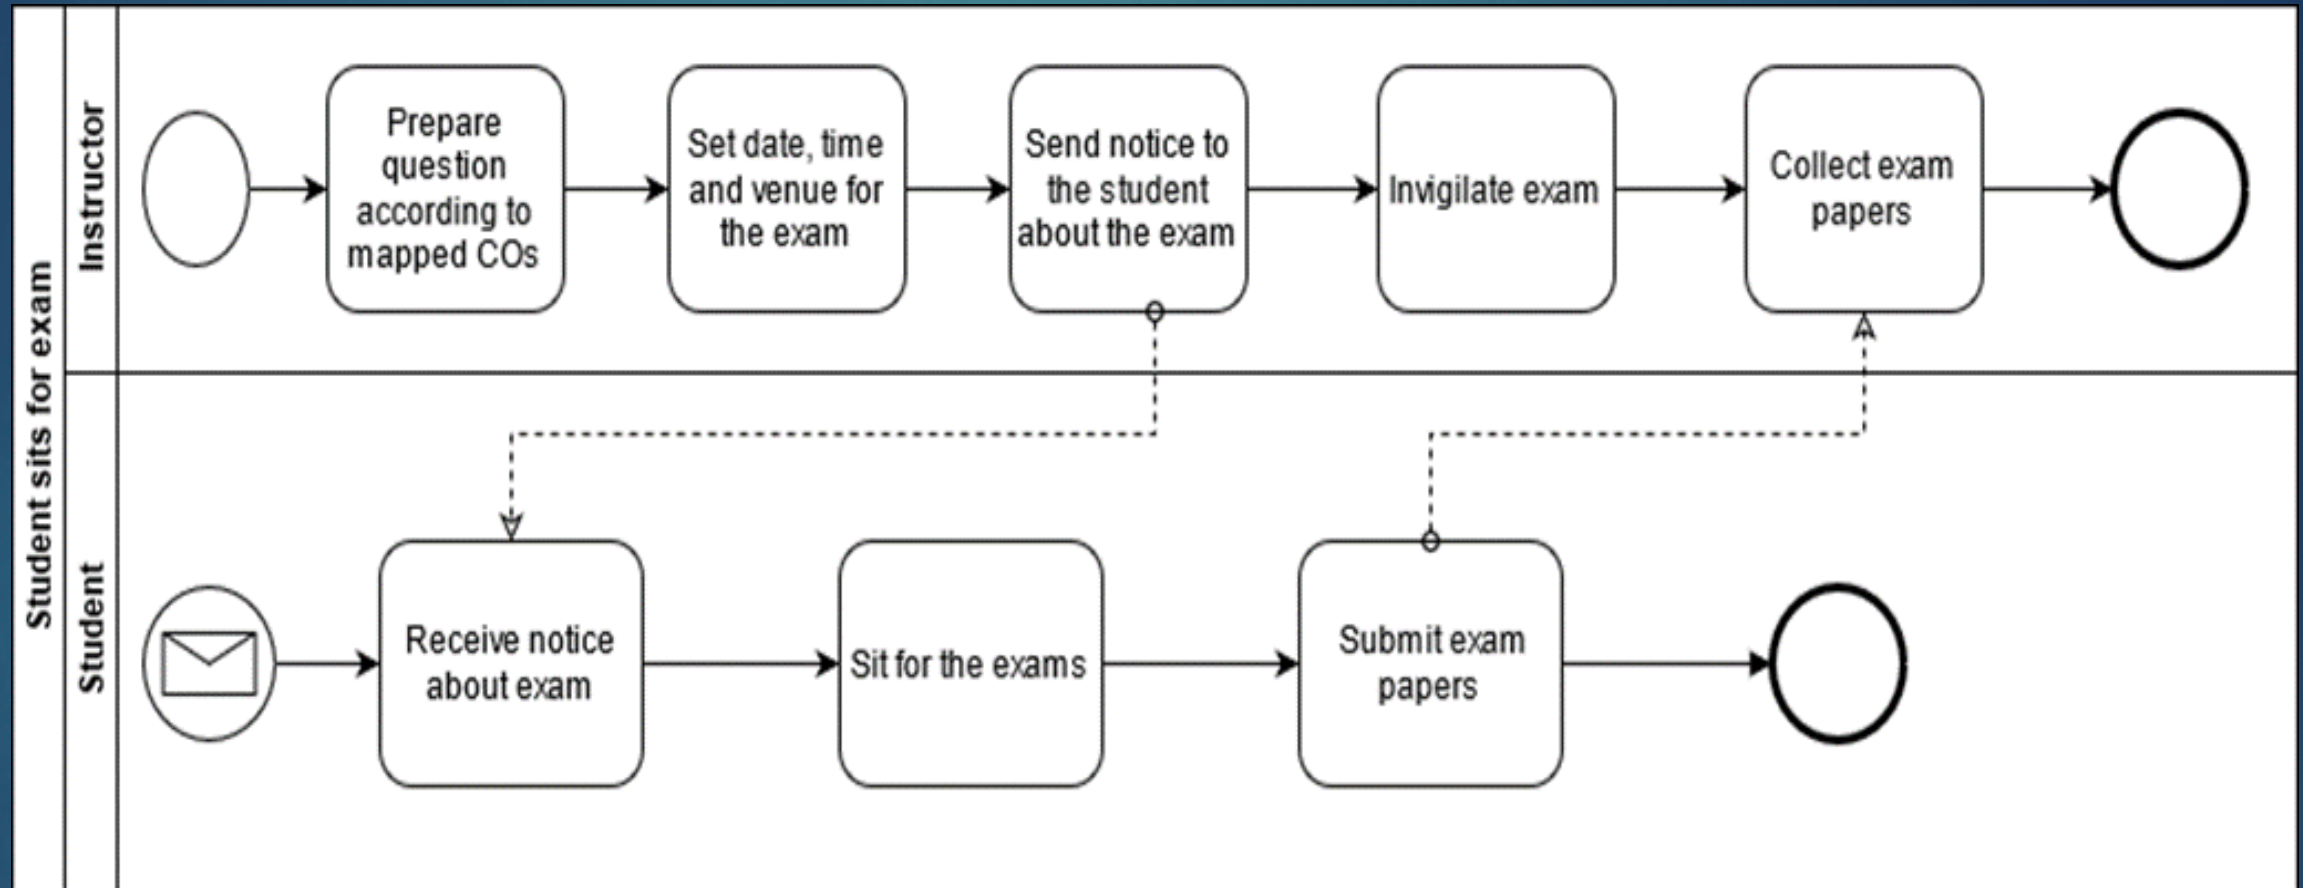 Student sits for exam
Instructor
Prepare
question
according to
mapped COs
Set date, time
and venue for
the exam
Send notice to
the student
about the exam
Invigilate exam
Collect exam
papers
Student
Receive notice
about exam
Sit for the exams
Submit exam
papers